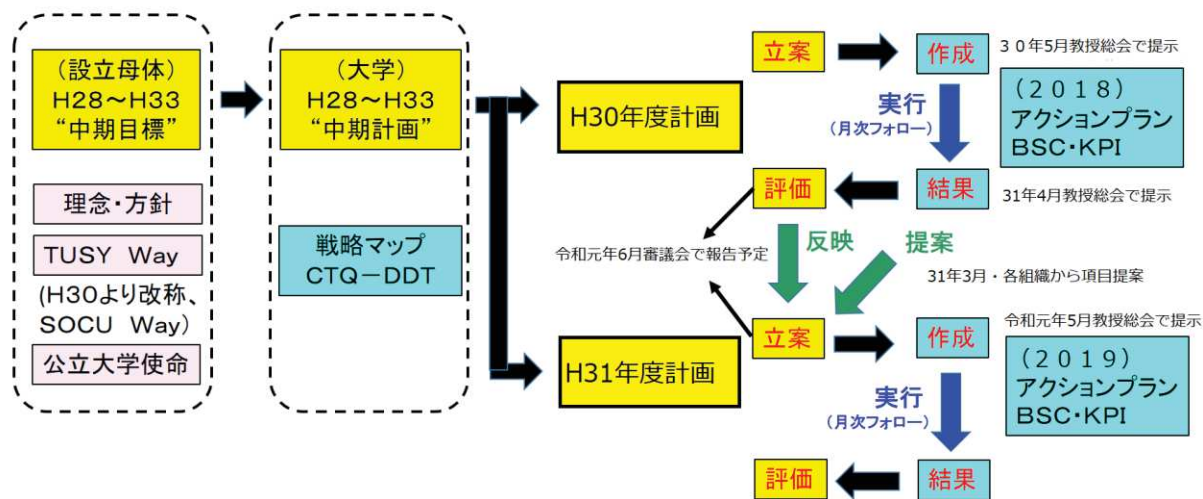 (設立母体)
H28~H33
“中期目標”
理念・方針
TUSY Way
(H30より改称、
SOCU Way)
公立大学使命
(大学)
H28~H33
“中期計画”
戦略マップ
CTQ-DDT
H30年度計画
立案
作成
30年5月教授総会で提示
実行
(月次フォロー)
(2018)
アクションプラン
BSC・KPI
評価
結果
31年4月教授総会で提示
反映
提案
令和元年6月審議会で報告予定
31年3月・各組織から項目提案
H31年度計画
立案
作成
令和元年5月教授総会で提示
実行
(月次フォロー)
(2019)
アクションプラン
BSC・KPI
評価
結果